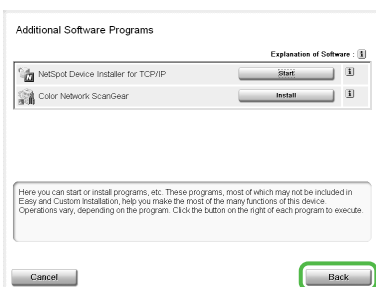 Additional Software Programs
Explanation of Software : i
NetSpot Device Installer for TCP/IP Start i
Color Network ScanGear Install i
Here you can start or install programs, etc. These programs, most of which may not be included in
Easy and Custom Installation, help you make the most of the many functions of this device.
Operations vary, depending on the program. Click the button on the right of each program to execute.
Cancel Back